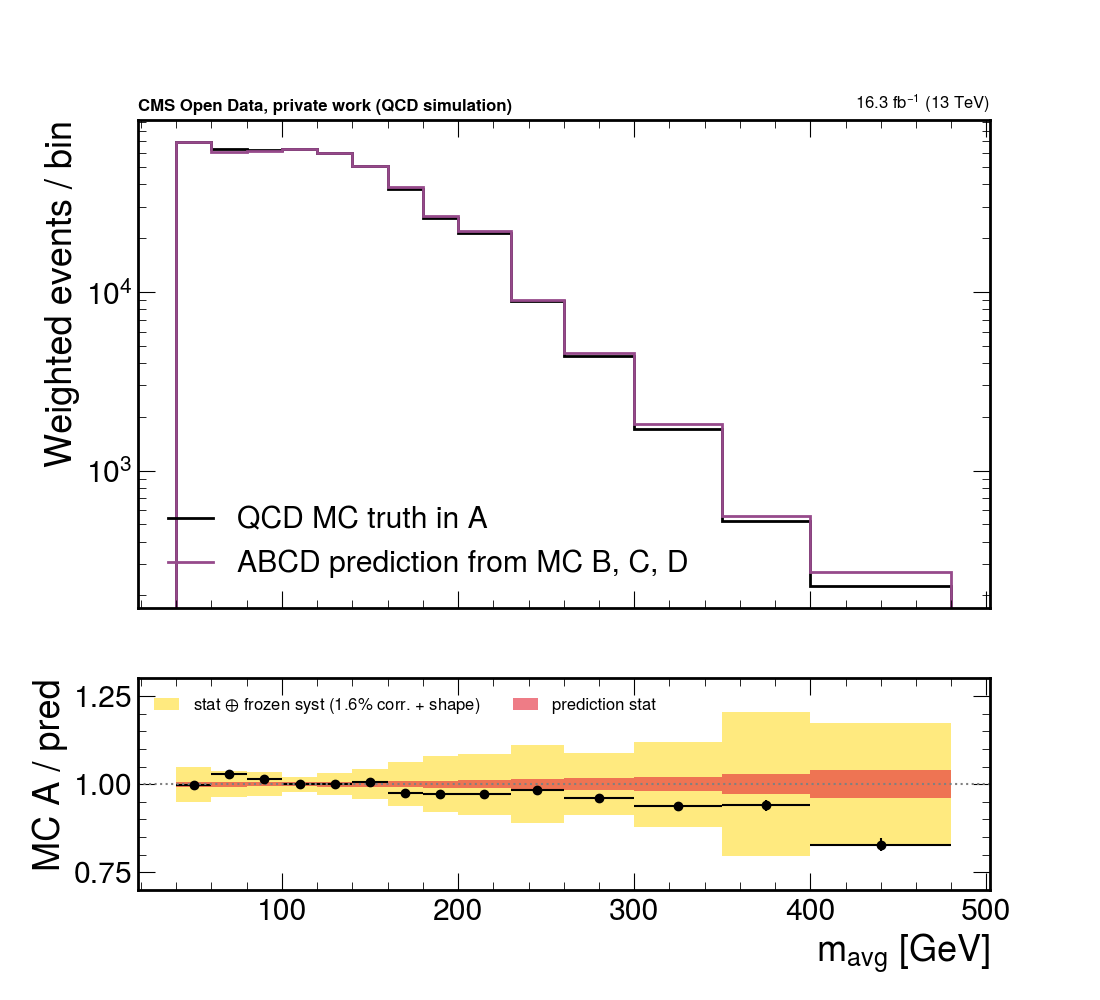 CMS Open Data, private work (QCD simulation)
16.3 fb⁻¹ (13 TeV)
Weighted events / bin
10⁴
10³
QCD MC truth in A
ABCD prediction from MC B, C, D
MC A / pred
1.25
1.00
0.75
stat ⊕ frozen syst (1.6% corr. + shape)
prediction stat
100
200
300
400
500
m_avg [GeV]